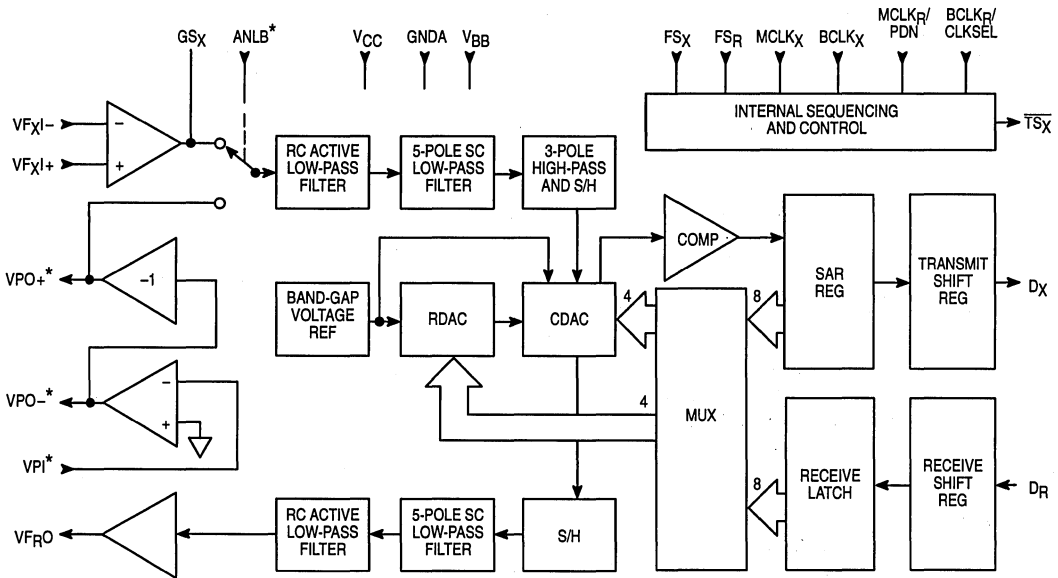 GSX
ANLB*
VCC
GNDA
VBB
FSX
FSR
MCLKX
BCLKX
MCLKR/
PDN
BCLKR/
CLKSEL
VFXI–
–
VFXI+
+
INTERNAL SEQUENCING
AND CONTROL
TSX
RC ACTIVE
LOW-PASS
FILTER
5-POLE SC
LOW-PASS
FILTER
3-POLE
HIGH-PASS
AND S/H
COMP
SAR
REG
TRANSMIT
SHIFT
REG
DX
VPO+*
–1
BAND-GAP
VOLTAGE
REF
RDAC
CDAC
4
8
VPO–*
–
+
4
MUX
VPI*
8
RECEIVE
LATCH
RECEIVE
SHIFT
REG
DR
VFRO
RC ACTIVE
LOW-PASS
FILTER
5-POLE SC
LOW-PASS
FILTER
S/H